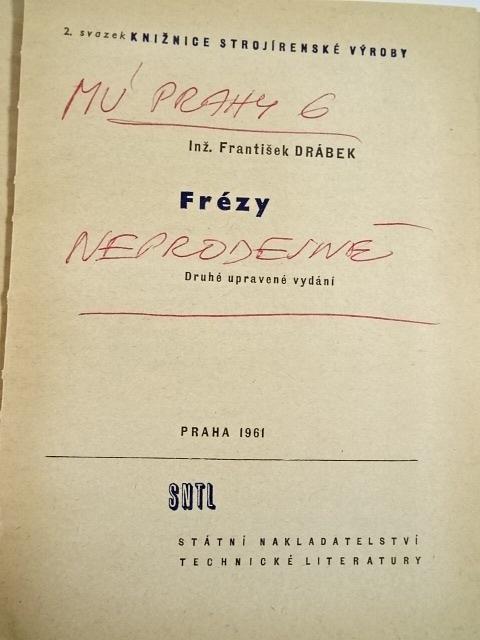 2. svazek KNIŽNICE STROJÍRENSKÉ VÝROBY
MÚ PRAHY 6
Inž. František DRÁBEK
Frézy
NEPRODEJNÉ
Druhé upravené vydání
PRAHA 1961
SNTL
STÁTNÍ NAKLADATELSTVÍ
TECHNICKÉ LITERATURY